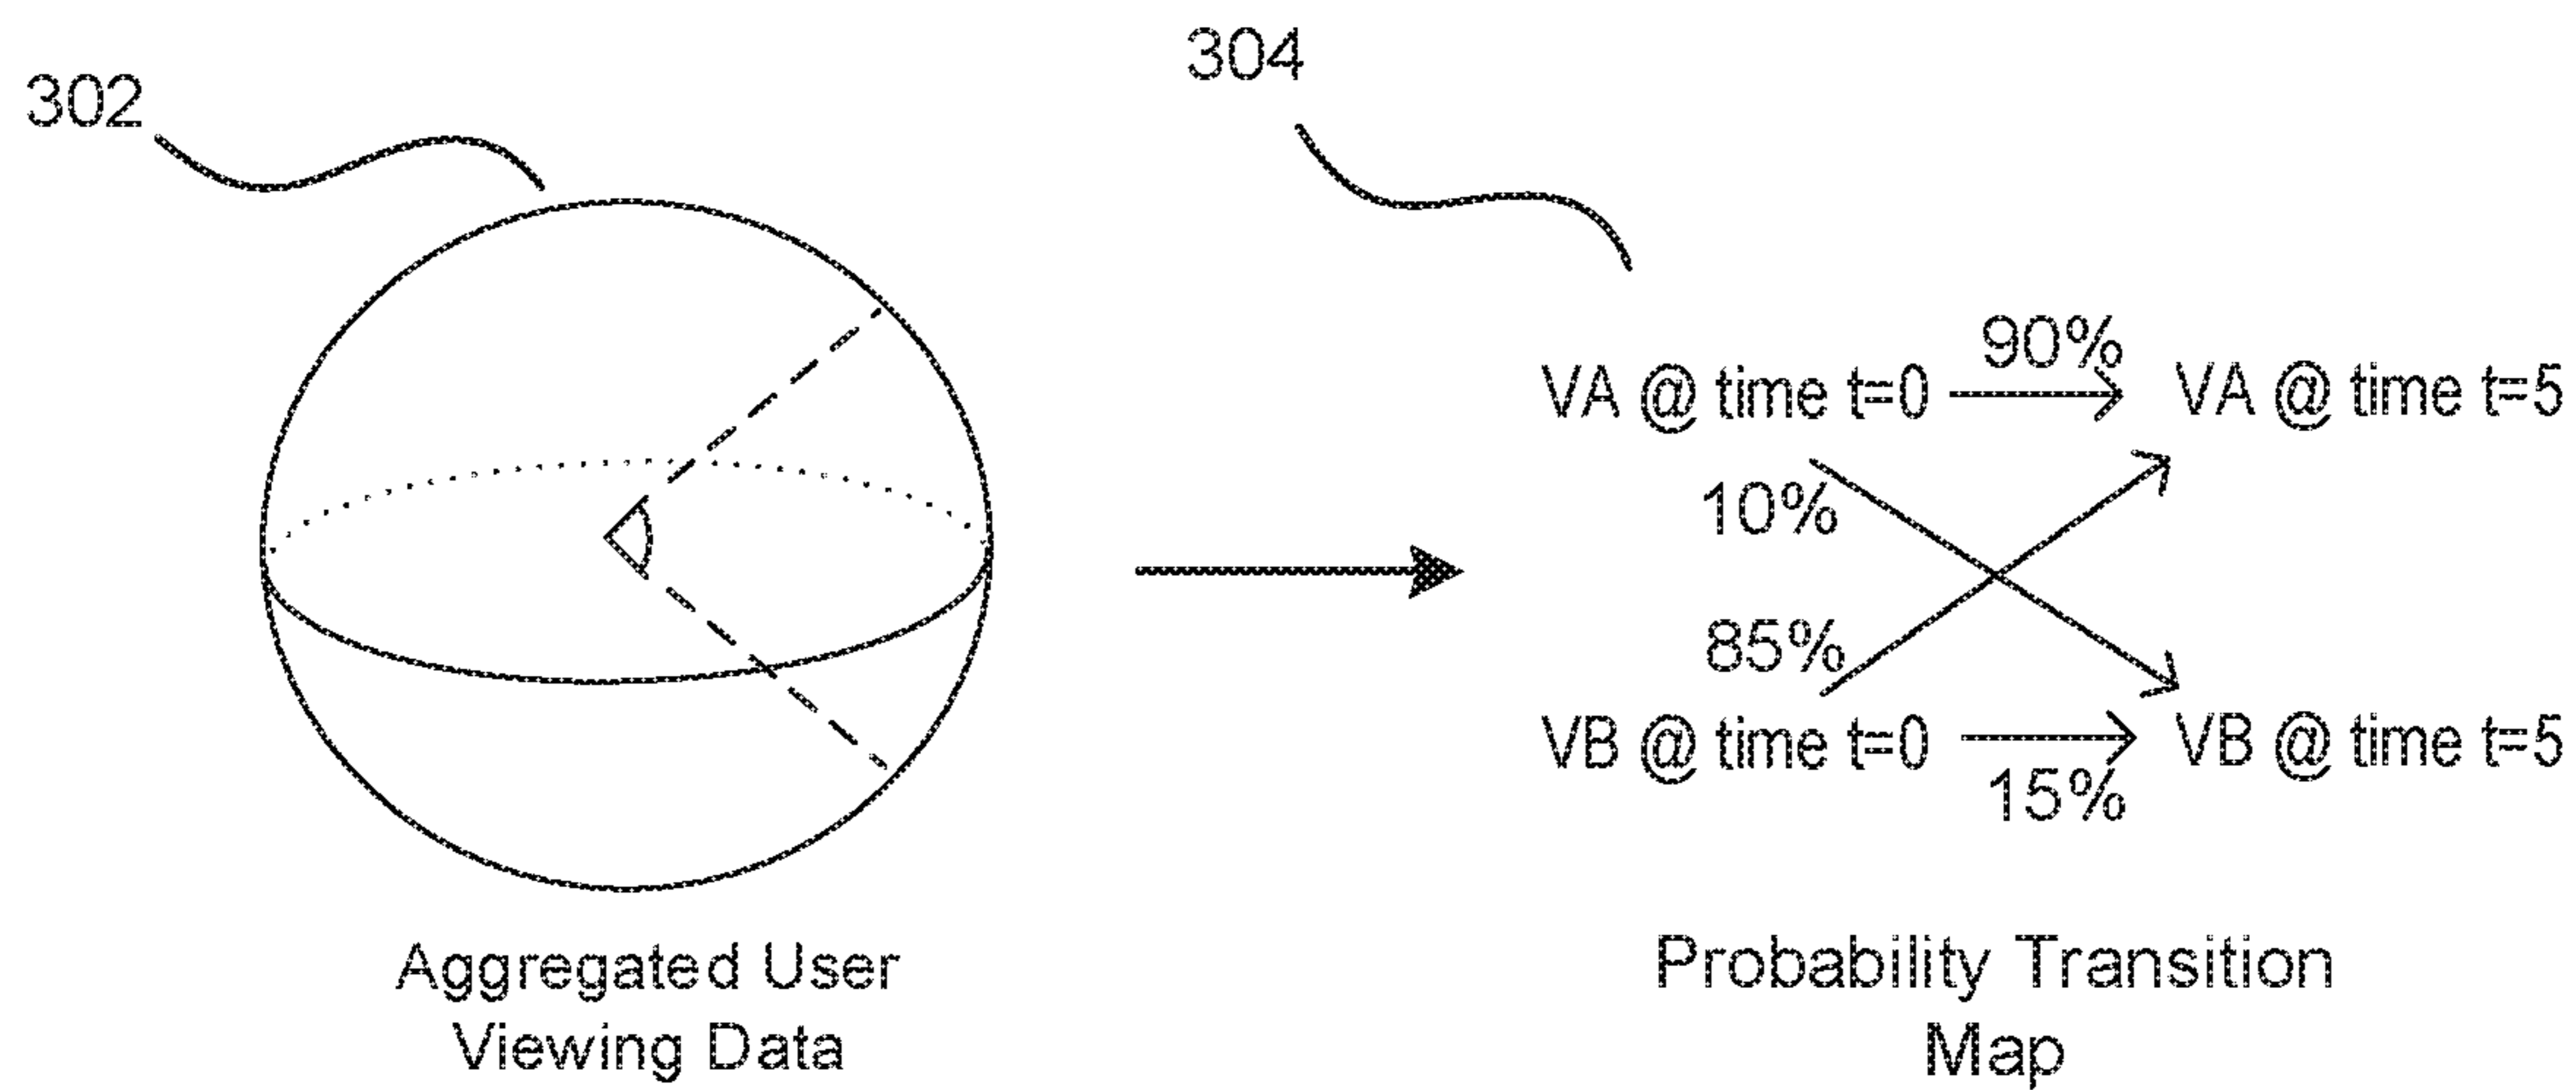 302
304
90%
VA @ time t=0
VA @ time t=5
10%
85%
VB @ time t=0
VB @ time t=5
15%
Aggregated User
Viewing Data
Probability Transition
Map